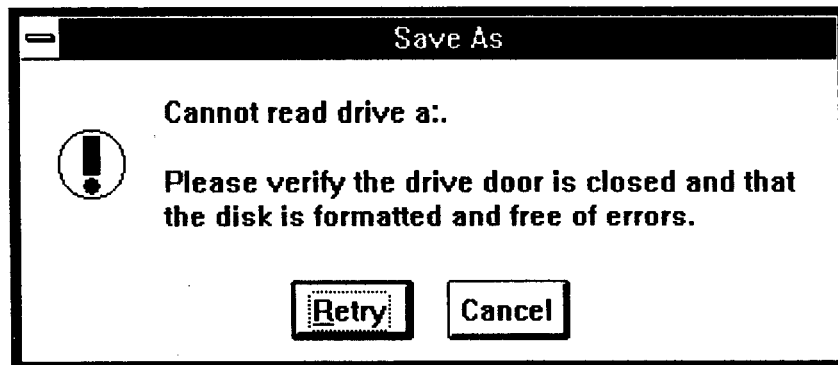 Save As
Cannot read drive a:.
Please verify the drive door is closed and that
the disk is formatted and free of errors.
Retry
Cancel